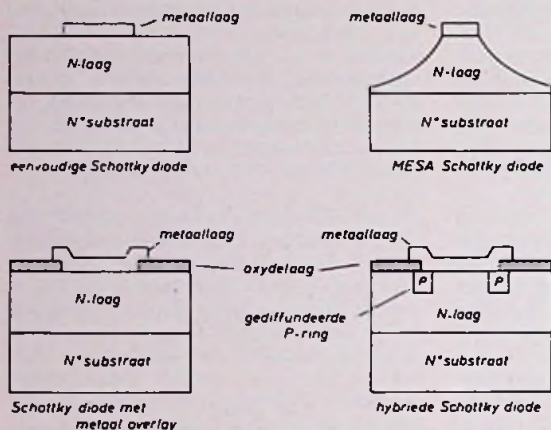 metaallaag
N-laag
N⁺substraat
eenvoudige Schottky diode
metaallaag
N-laag
N⁺substraat
MESA Schottky diode
metaallaag
oxydelaag
N-laag
N⁺substraat
Schottky diode met
metaal overlay
metaallaag
P
P
gediffundeerde
P-ring
N-laag
N⁺substraat
hybriede Schottky diode